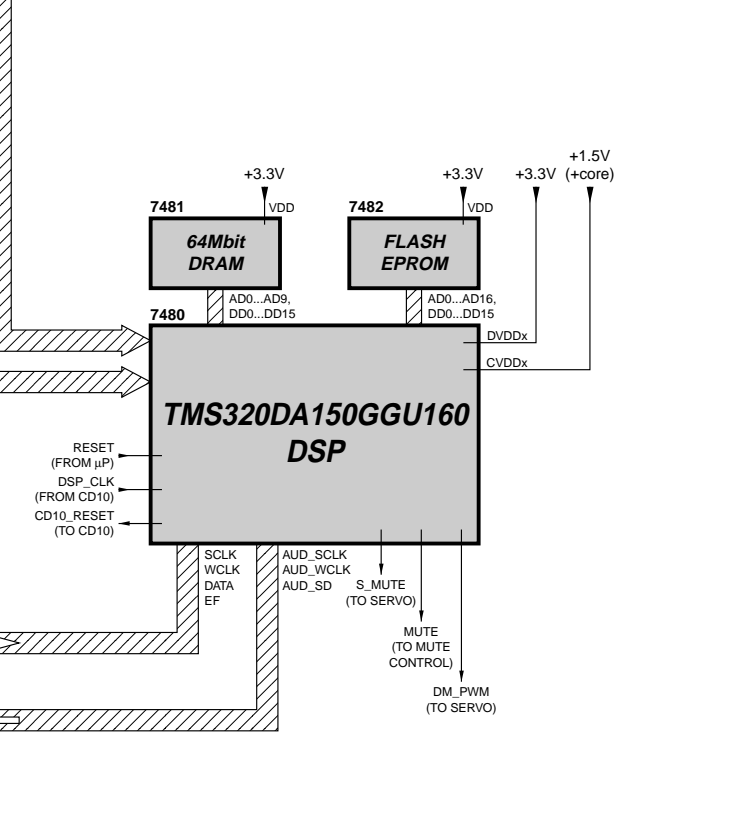 +1.5V
+3.3V
+3.3V
+3.3V
(+core)
7481
VDD
7482
VDD
64Mbit
DRAM
FLASH
EPROM
AD0...AD9,
DD0...DD15
AD0...AD16,
DD0...DD15
7480
DVDDx
CVDDx
TMS320DA150GGU160
DSP
RESET
(FROM µP)
DSP_CLK
(FROM CD10)
CD10_RESET
(TO CD10)
SCLK
WCLK
DATA
EF
AUD_SCLK
AUD_WCLK
AUD_SD
S_MUTE
(TO SERVO)
MUTE
(TO MUTE
CONTROL)
DM_PWM
(TO SERVO)